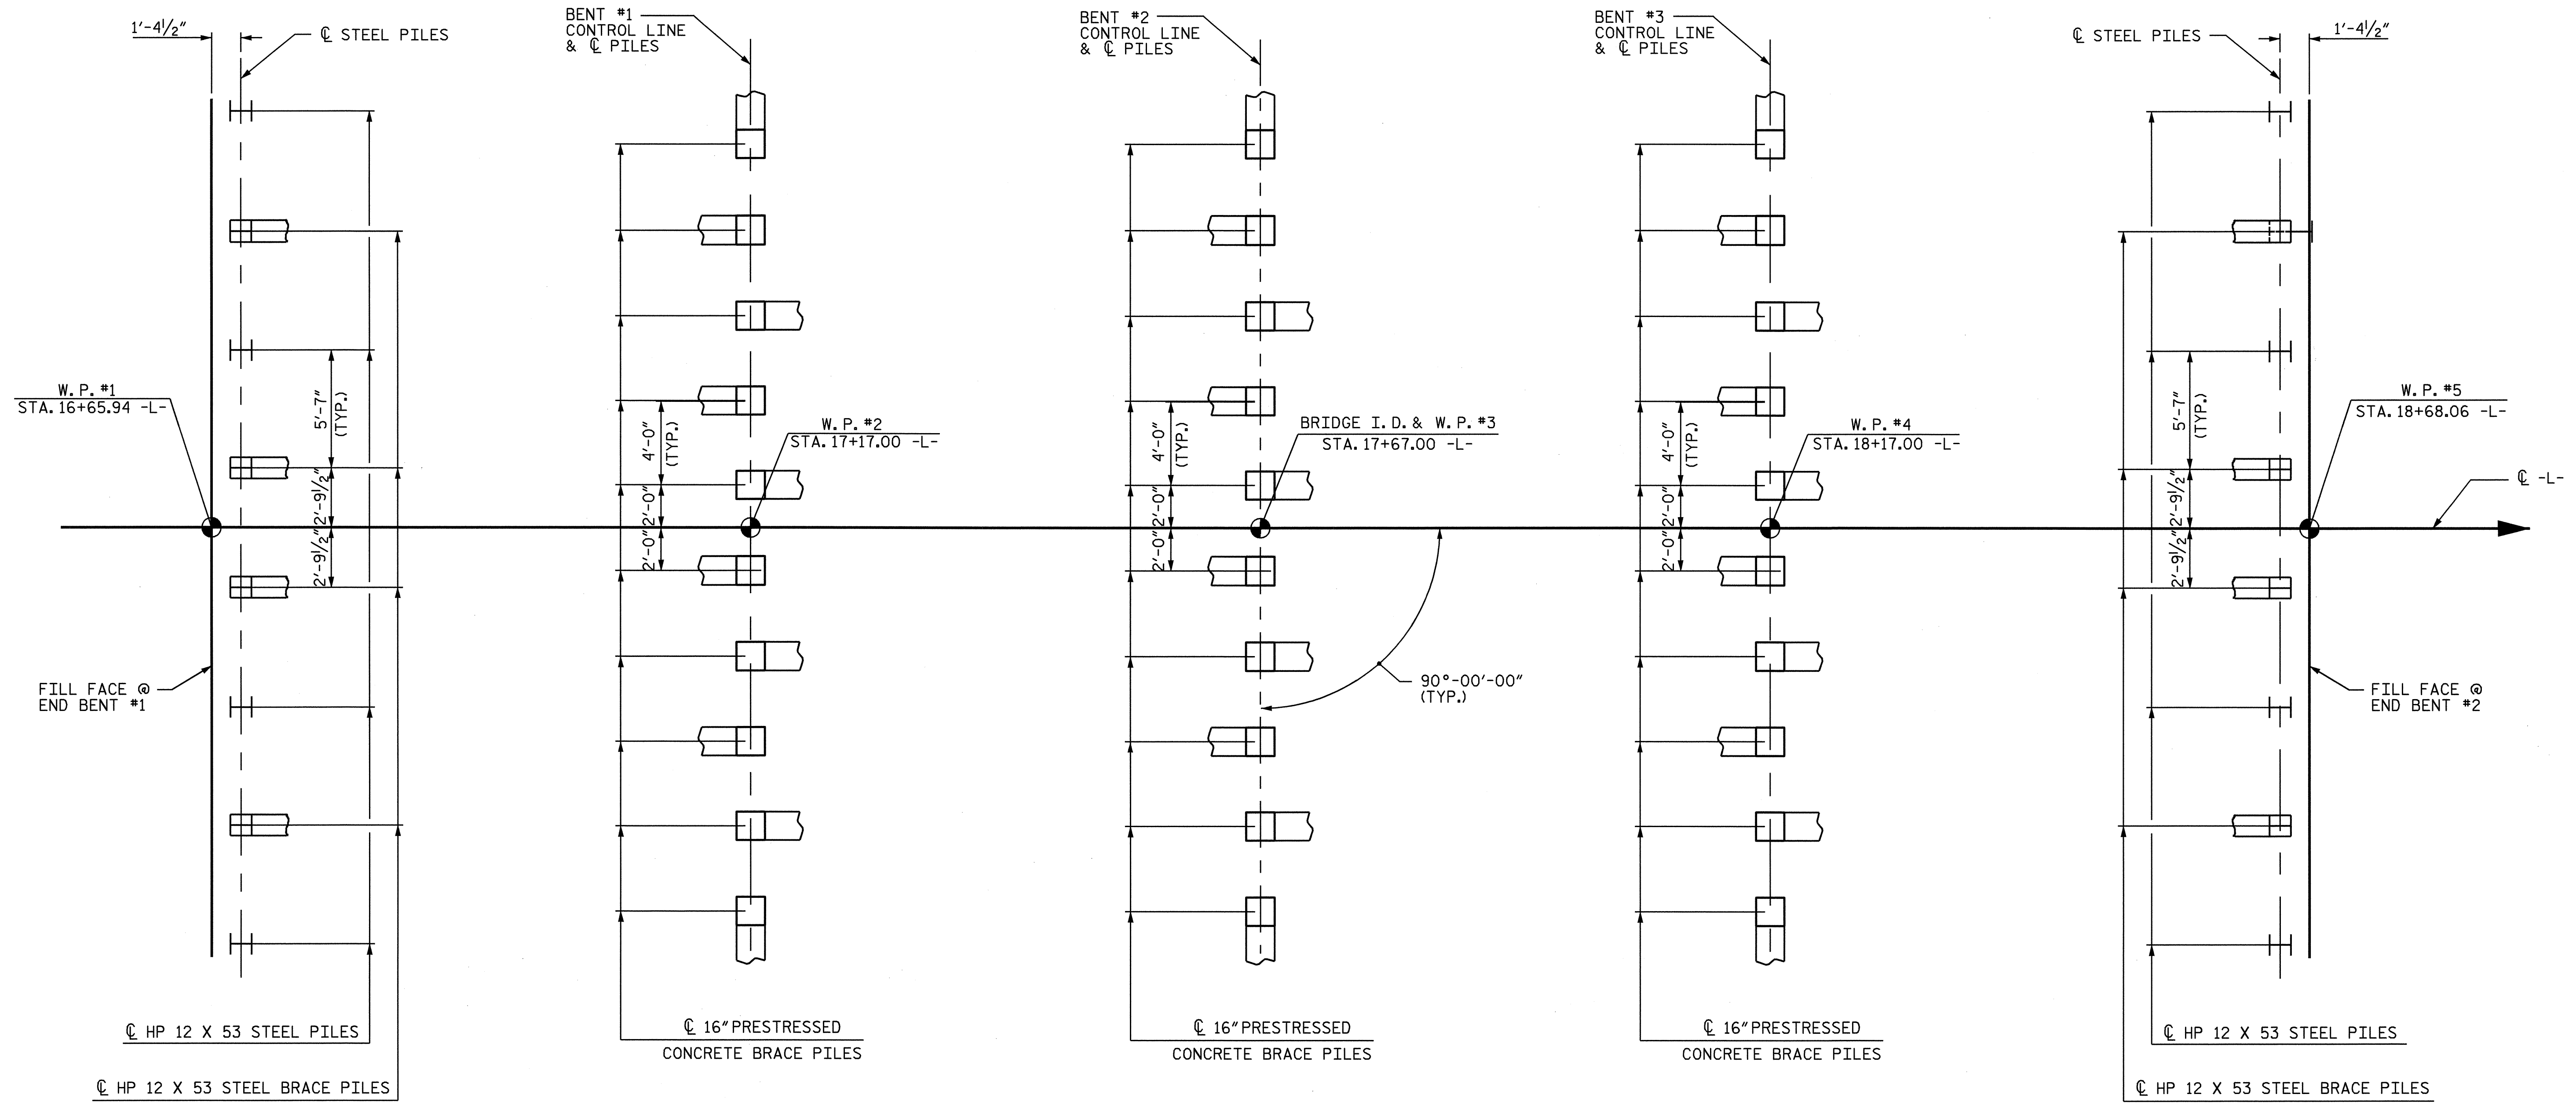 1'-4½"
℄ STEEL PILES
BENT #1
CONTROL LINE
& ℄ PILES
BENT #2
CONTROL LINE
& ℄ PILES
BENT #3
CONTROL LINE
& ℄ PILES
℄ STEEL PILES
1'-4½"
W.P. #1
STA. 16+65.94 -L-
5'-7"
(TYP.)
2'-9½"
2'-9½"
4'-0"
(TYP.)
2'-0"
2'-0"
W.P. #2
STA. 17+17.00 -L-
4'-0"
(TYP.)
2'-0"
2'-0"
BRIDGE I.D. & W.P. #3
STA. 17+67.00 -L-
4'-0"
(TYP.)
2'-0"
2'-0"
W.P. #4
STA. 18+17.00 -L-
5'-7"
(TYP.)
2'-9½"
2'-9½"
W.P. #5
STA. 18+68.06 -L-
℄ -L-
FILL FACE @
END BENT #1
90°-00'-00"
(TYP.)
FILL FACE @
END BENT #2
℄ HP 12 X 53 STEEL PILES
℄ HP 12 X 53 STEEL BRACE PILES
℄ 16" PRESTRESSED
CONCRETE BRACE PILES
℄ 16" PRESTRESSED
CONCRETE BRACE PILES
℄ 16" PRESTRESSED
CONCRETE BRACE PILES
℄ HP 12 X 53 STEEL PILES
℄ HP 12 X 53 STEEL BRACE PILES